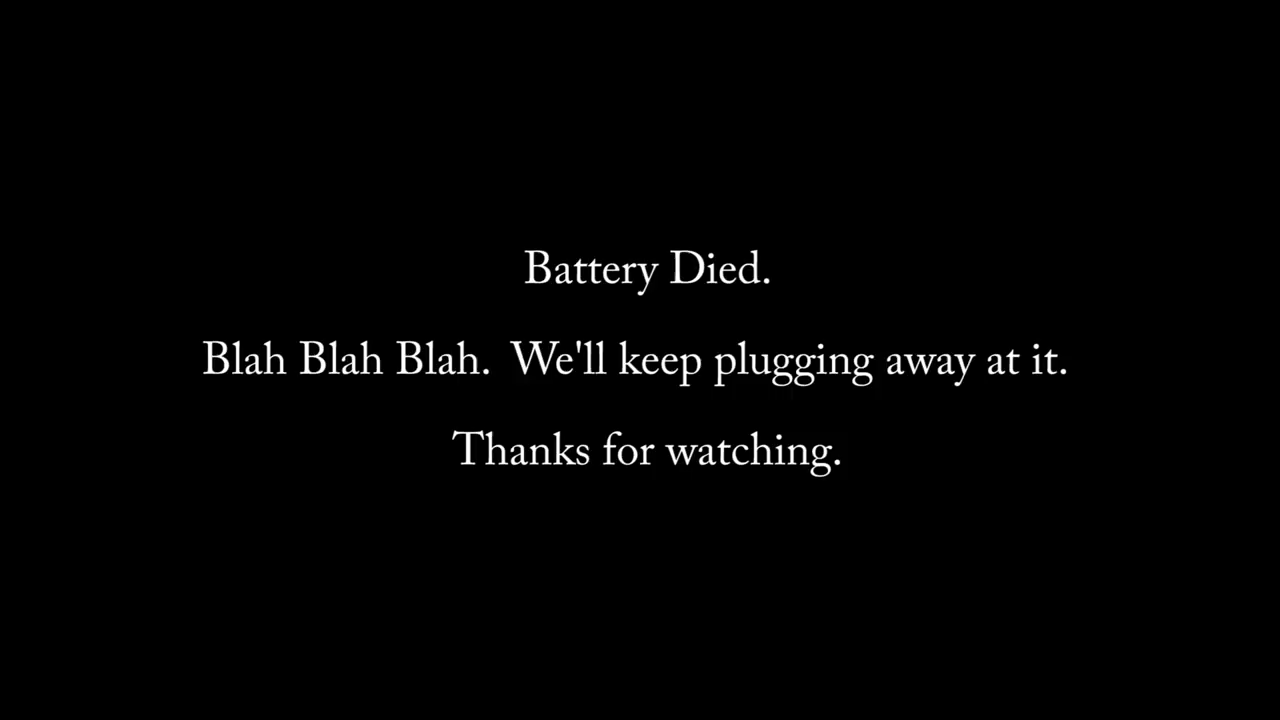 Battery Died.
Blah Blah Blah.  We'll keep plugging away at it.
Thanks for watching.